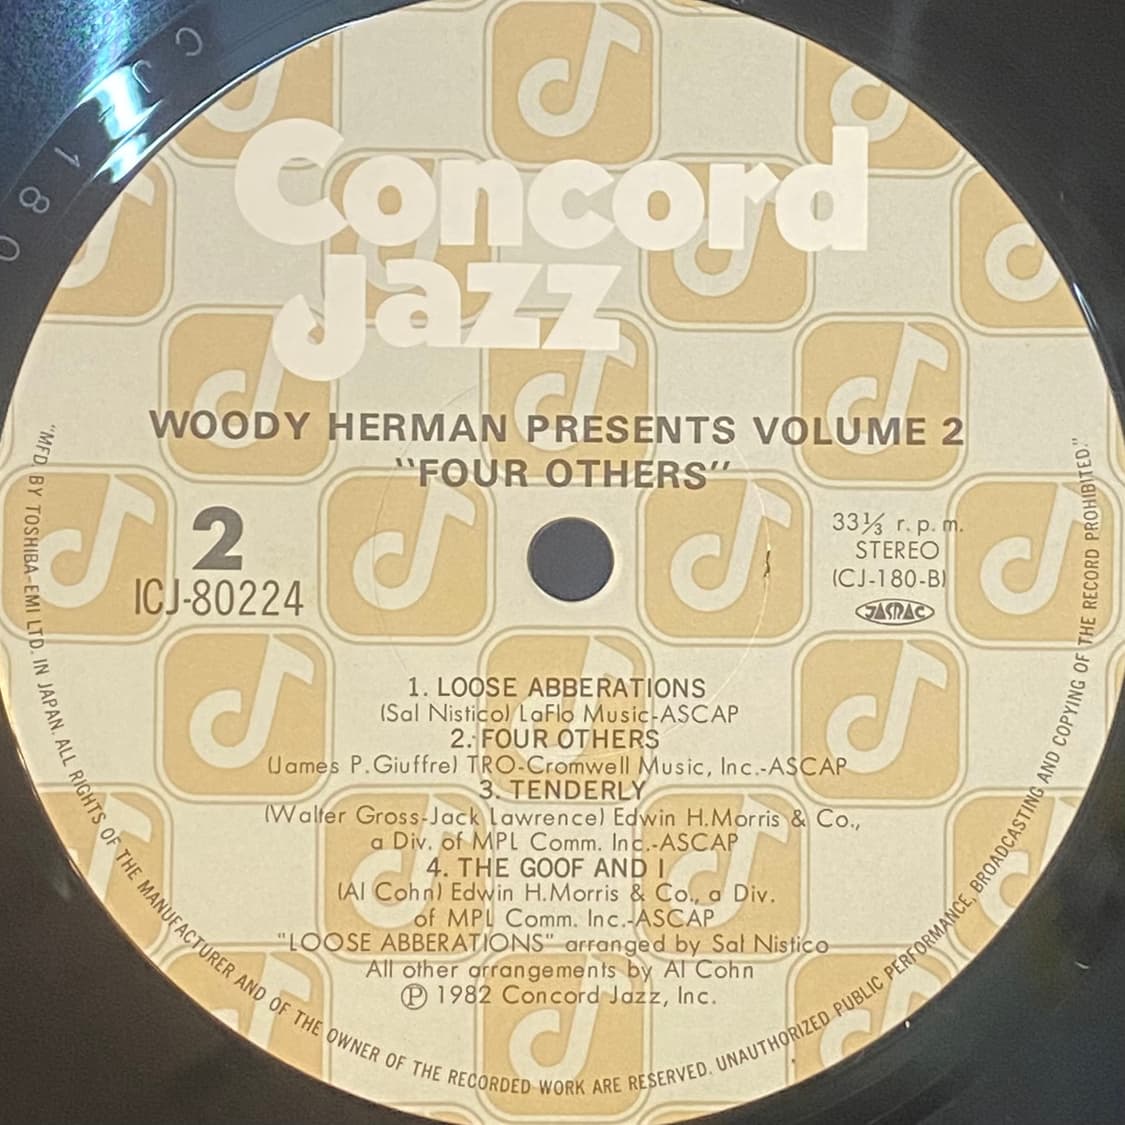 Concord
Jazz
WOODY HERMAN PRESENTS VOLUME 2
"FOUR OTHERS"
2
ICJ-80224
33⅓ r.p.m.
STEREO
(CJ-180-B)
JASRAC
1. LOOSE ABBERATIONS
(Sal Nistico) LaFlo Music-ASCAP
2. FOUR OTHERS
(James P.Giuffre) TRO-Cromwell Music, Inc.-ASCAP
3. TENDERLY
(Walter Gross-Jack Lawrence) Edwin H.Morris & Co.,
a Div. of MPL Comm. Inc.-ASCAP
4. THE GOOF AND I
(Al Cohn) Edwin H.Morris & Co., a Div.
of MPL Comm. Inc.-ASCAP
"LOOSE ABBERATIONS" arranged by Sal Nistico
All other arrangements by Al Cohn
Ⓟ 1982 Concord Jazz, Inc.
"MFD. BY TOSHIBA-EMI LTD. IN JAPAN. ALL RIGHTS OF THE MANUFACTURER AND OF THE OWNER OF THE RECORDED WORK ARE RESERVED. UNAUTHORIZED PUBLIC PERFORMANCE, BROADCASTING AND COPYING OF THE RECORD PROHIBITED."
C J 1 8 0